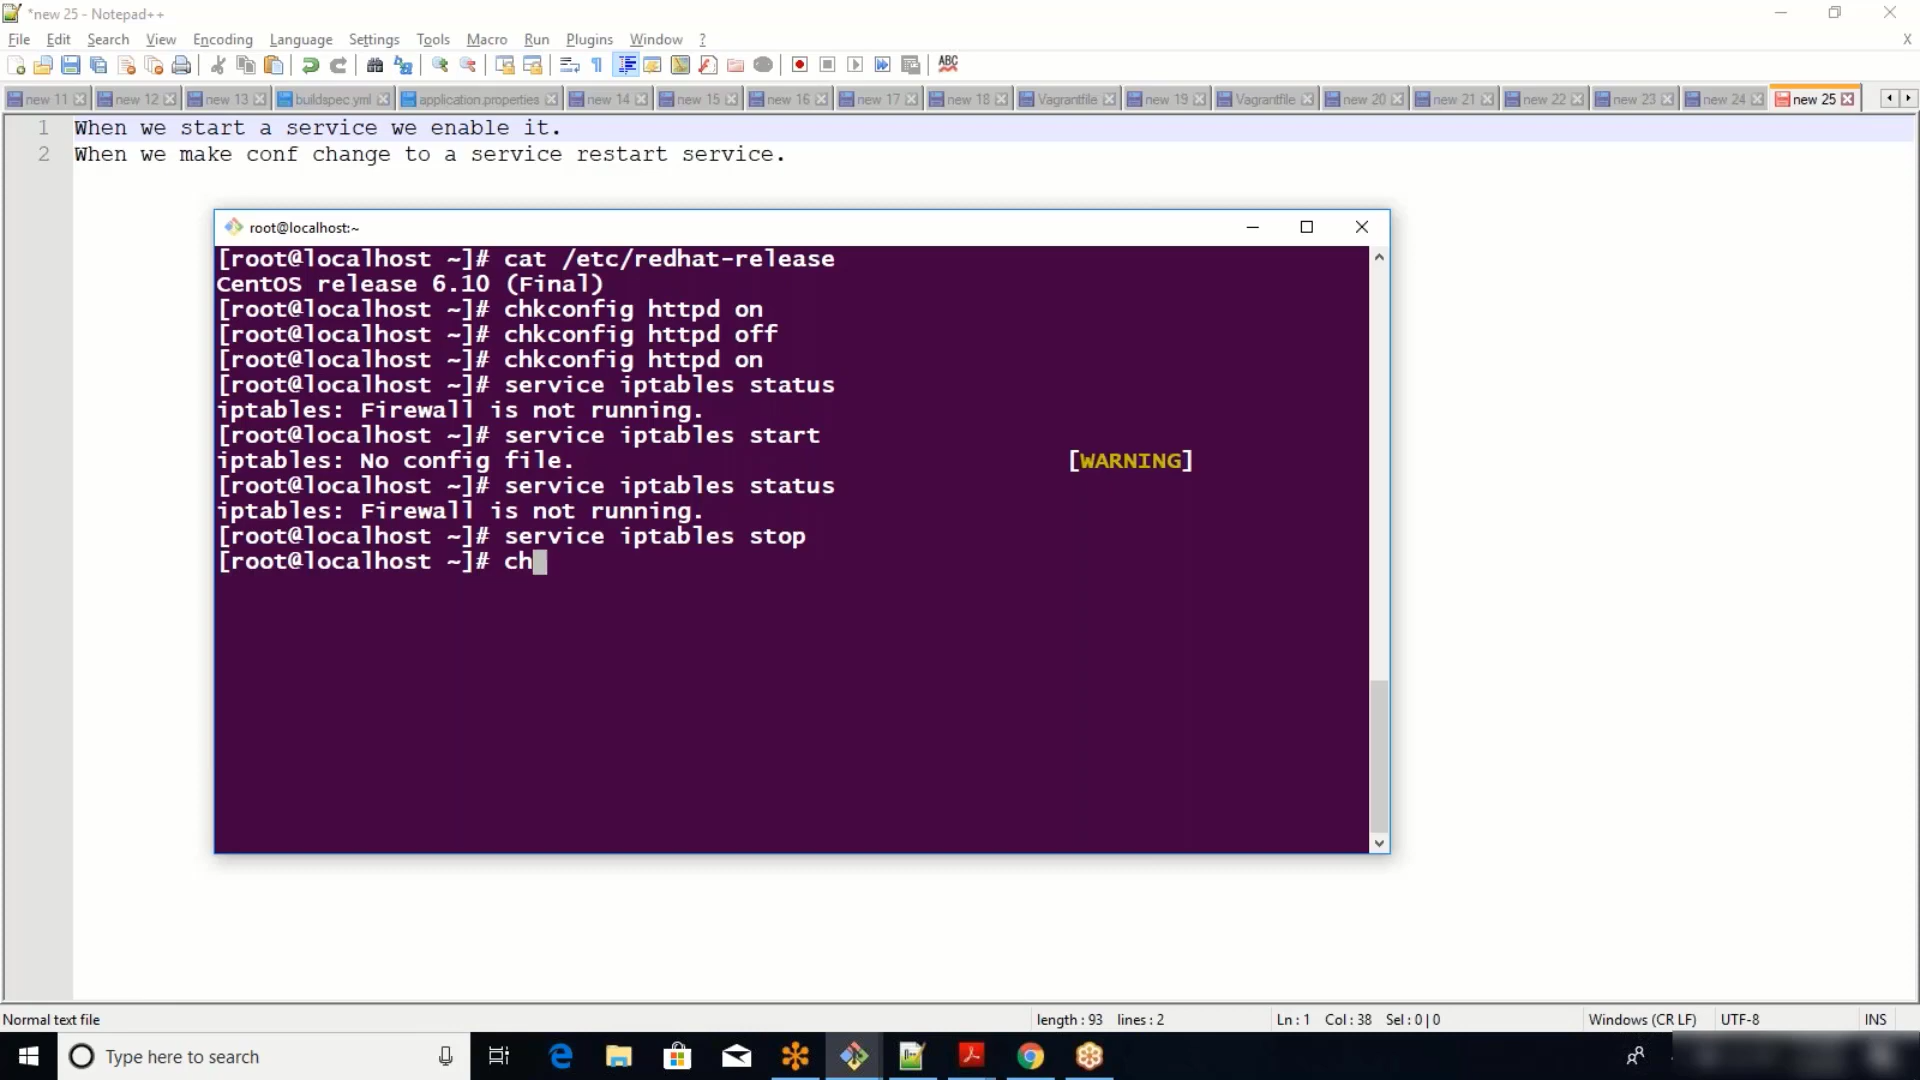 *new 25 - Notepad++
File Edit Search View Encoding Language Settings Tools Macro Run Plugins Window ? X
ABC
new 11 new 12 new 13 buildspec.yml application.properties new 14 new 15 new 16 new 17 new 18 Vagrantfile new 19 Vagrantfile new 20 new 21 new 22 new 23 new 24 new 25
1 When we start a service we enable it.
2 When we make conf change to a service restart service.
root@localhost:~
[root@localhost ~]# cat /etc/redhat-release
CentOS release 6.10 (Final)
[root@localhost ~]# chkconfig httpd on
[root@localhost ~]# chkconfig httpd off
[root@localhost ~]# chkconfig httpd on
[root@localhost ~]# service iptables status
iptables: Firewall is not running.
[root@localhost ~]# service iptables start
iptables: No config file. [WARNING]
[root@localhost ~]# service iptables status
iptables: Firewall is not running.
[root@localhost ~]# service iptables stop
[root@localhost ~]# ch
Normal text file length : 93 lines : 2 Ln : 1 Col : 38 Sel : 0 | 0 Windows (CR LF) UTF-8 INS
Type here to search